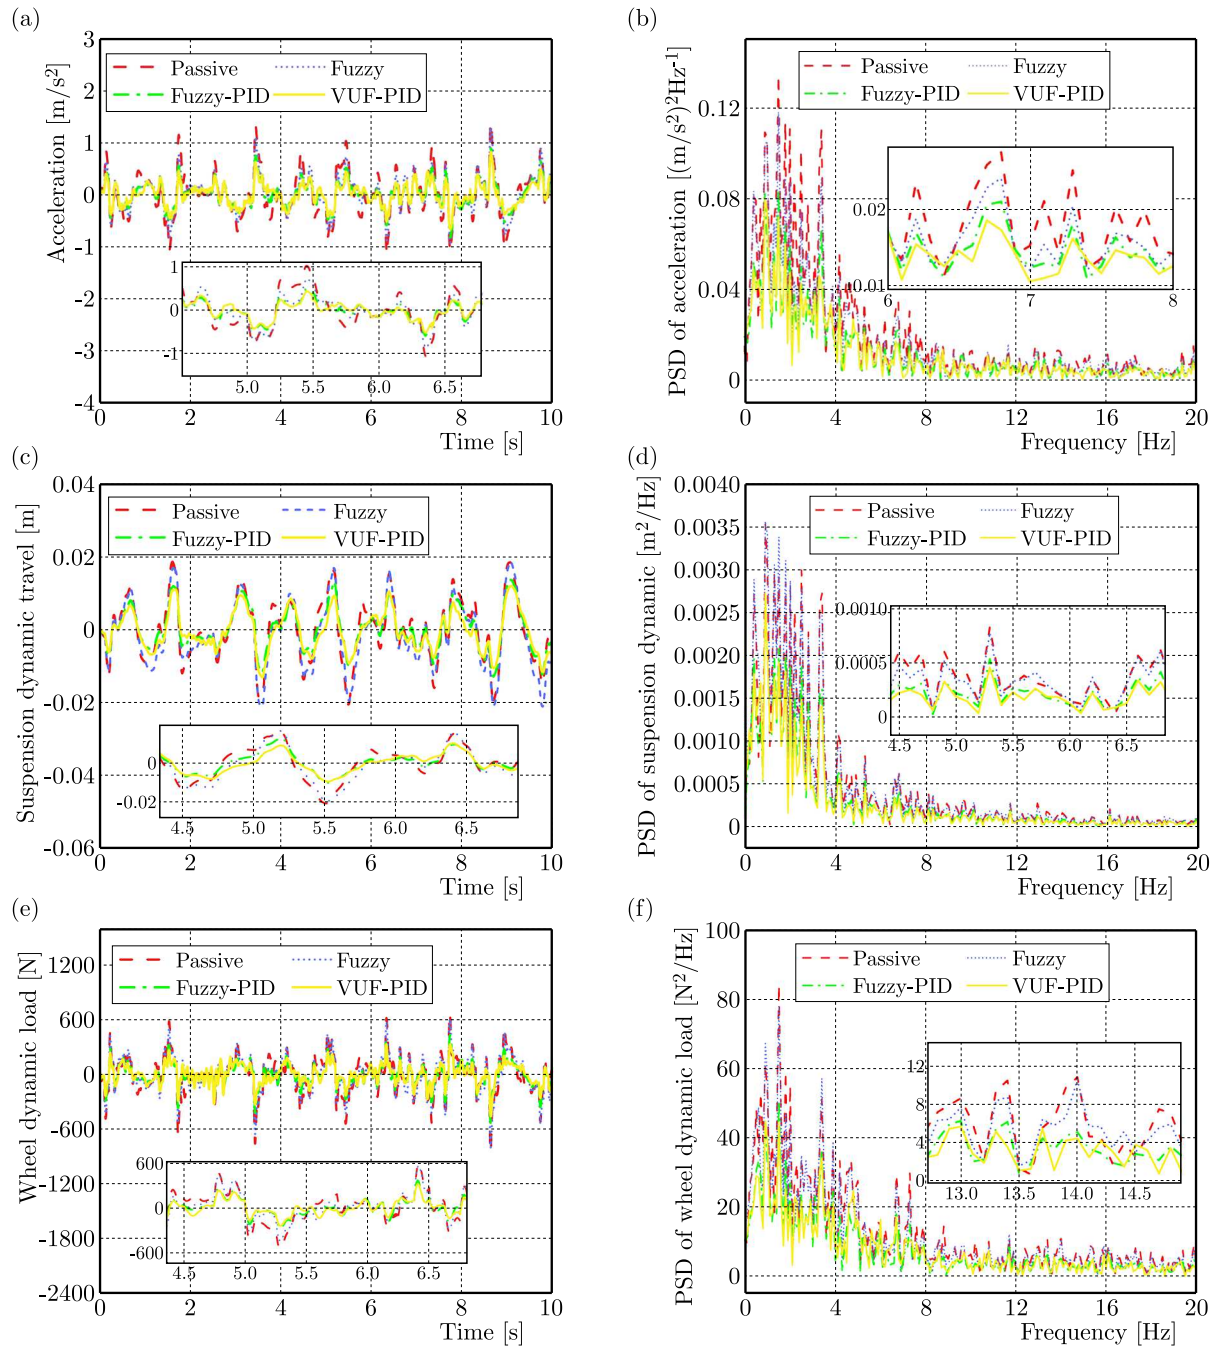 (a)
3
2
1
0
-1
-2
-3
-4
Acceleration [m/s²]
Passive
Fuzzy
Fuzzy-PID
VUF-PID
1
0
-1
5.0
5.5
6.0
6.5
0
2
4
6
8
10
Time [s]
(b)
0.12
0.08
0.04
0
PSD of acceleration [(m/s²)²Hz⁻¹]
Passive
Fuzzy
Fuzzy-PID
VUF-PID
0.02
0.01
6
7
8
0
4
8
12
16
20
Frequency [Hz]
(c)
0.04
0.02
0
-0.02
-0.04
-0.06
Suspension dynamic travel [m]
Passive
Fuzzy
Fuzzy-PID
VUF-PID
0
-0.02
4.5
5.0
5.5
6.0
6.5
0
2
4
6
8
10
Time [s]
(d)
0.0040
0.0035
0.0030
0.0025
0.0020
0.0015
0.0010
0.0005
0
PSD of suspension dynamic [m²/Hz]
Passive
Fuzzy
Fuzzy-PID
VUF-PID
0.0010
0.0005
0
4.5
5.0
5.5
6.0
6.5
0
4
8
12
16
20
Frequency [Hz]
(e)
1200
600
0
-600
-1200
-1800
-2400
Wheel dynamic load [N]
Passive
Fuzzy
Fuzzy-PID
VUF-PID
600
0
-600
4.5
5.0
5.5
6.0
6.5
0
2
4
6
8
10
Time [s]
(f)
100
80
60
40
20
0
PSD of wheel dynamic load [N²/Hz]
Passive
Fuzzy
Fuzzy-PID
VUF-PID
12
8
4
0
13.0
13.5
14.0
14.5
0
4
8
12
16
20
Frequency [Hz]